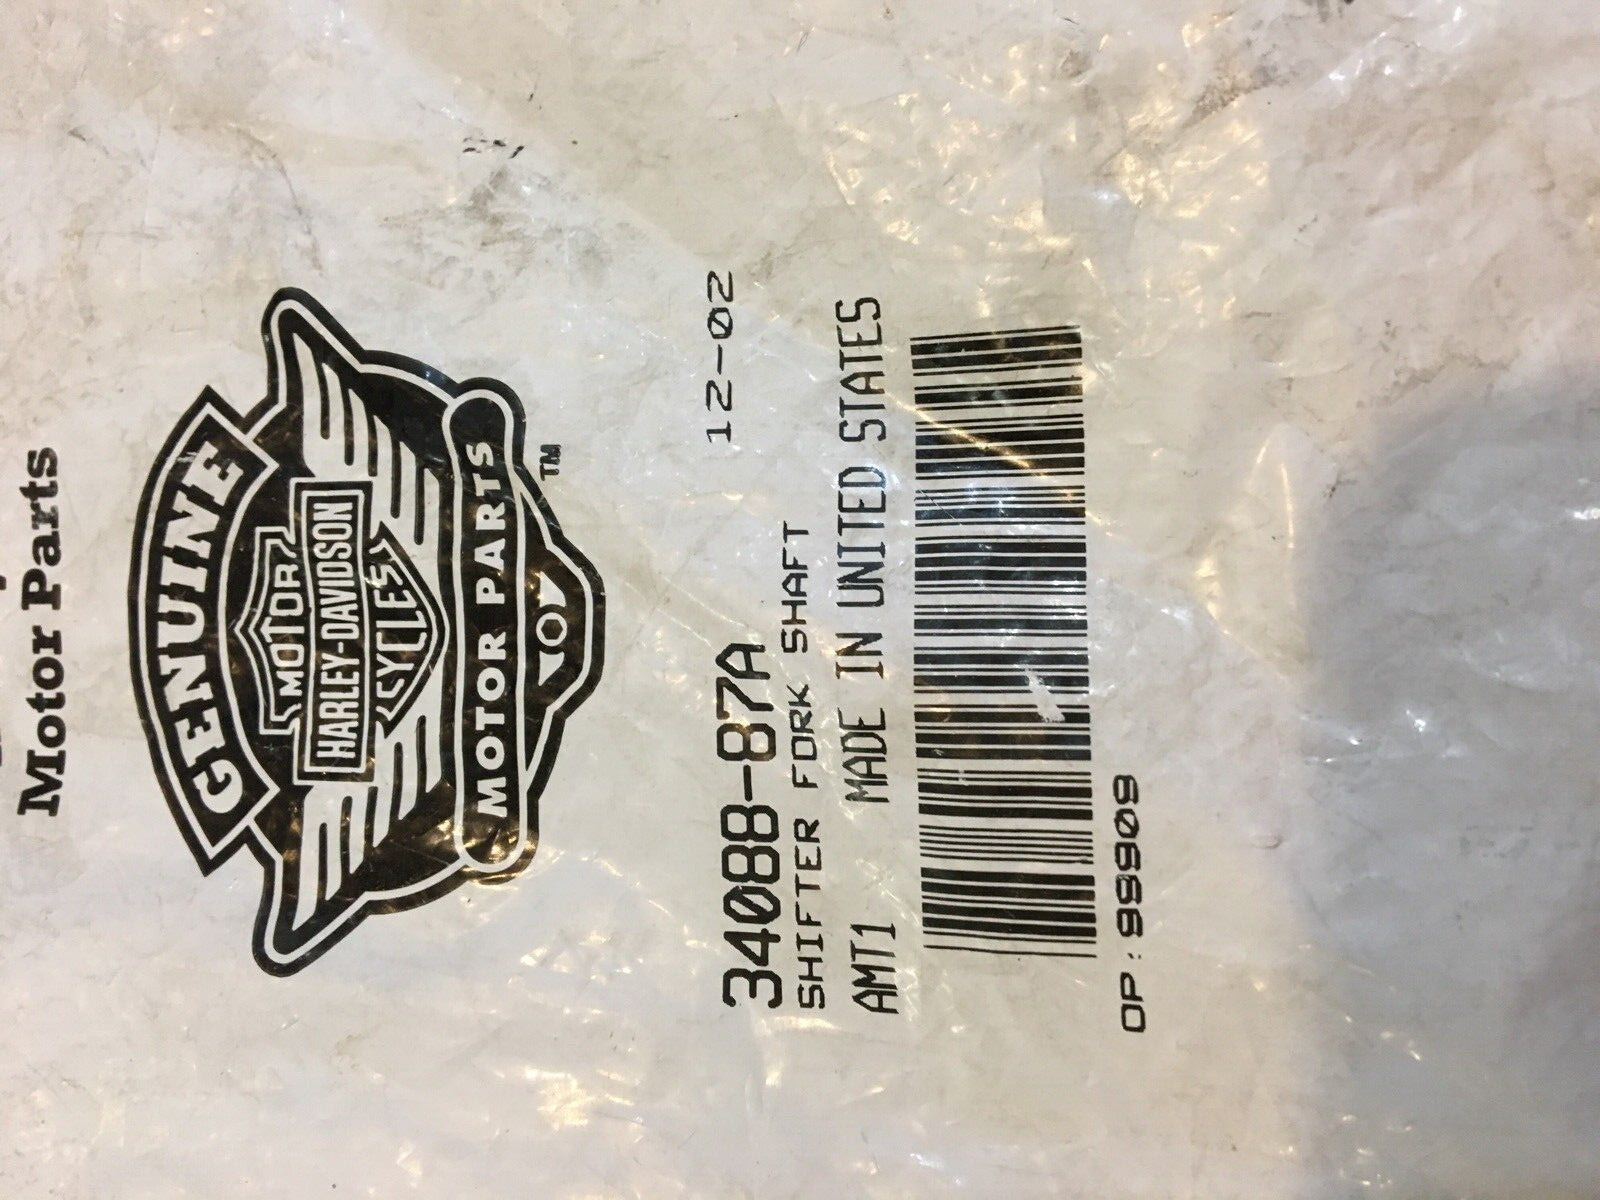 Motor Parts
GENUINE
MOTOR
HARLEY-DAVIDSON
CYCLES
MOTOR PARTS
TM
34088-87A 12-02
SHIFTER FORK SHAFT
AMT1 MADE IN UNITED STATES
OP: